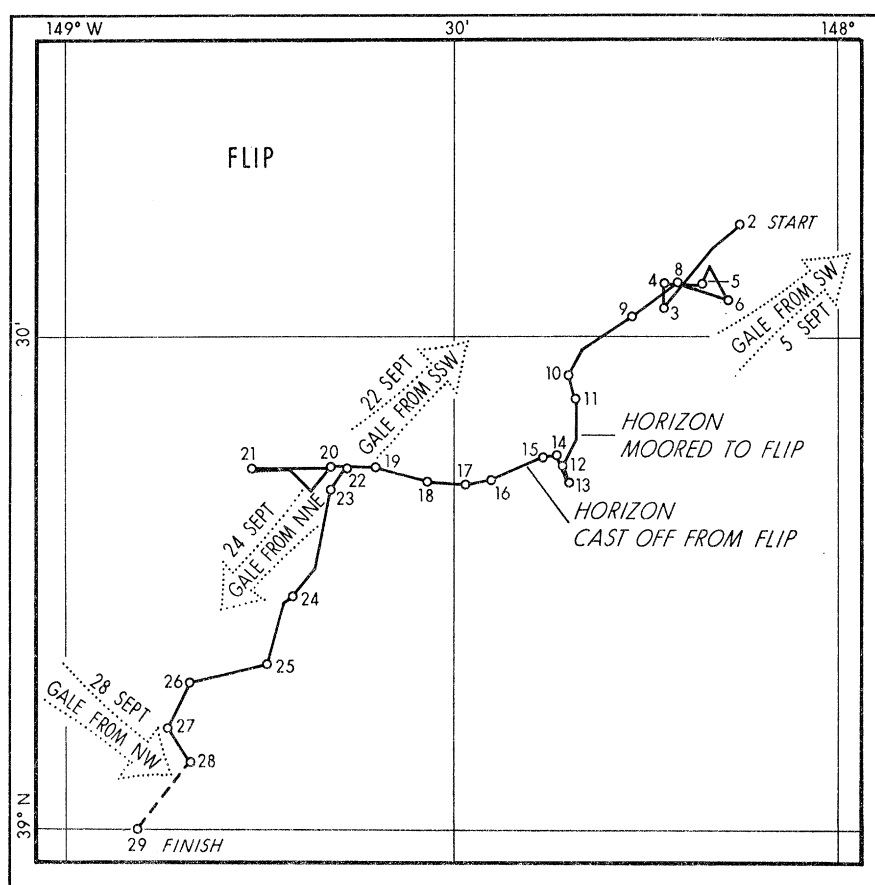 149° W
30'
148°
FLIP
2 START
4
8
5
3
6
GALE FROM SW
5 SEPT
9
30'
10
22 SEPT
GALE FROM SSW
11
HORIZON
MOORED TO FLIP
21
20
22
19
18
17
16
15
14
12
13
23
HORIZON
CAST OFF FROM FLIP
24 SEPT
GALE FROM NNE
24
25
26
28 SEPT
GALE FROM NW
27
28
39° N
29 FINISH